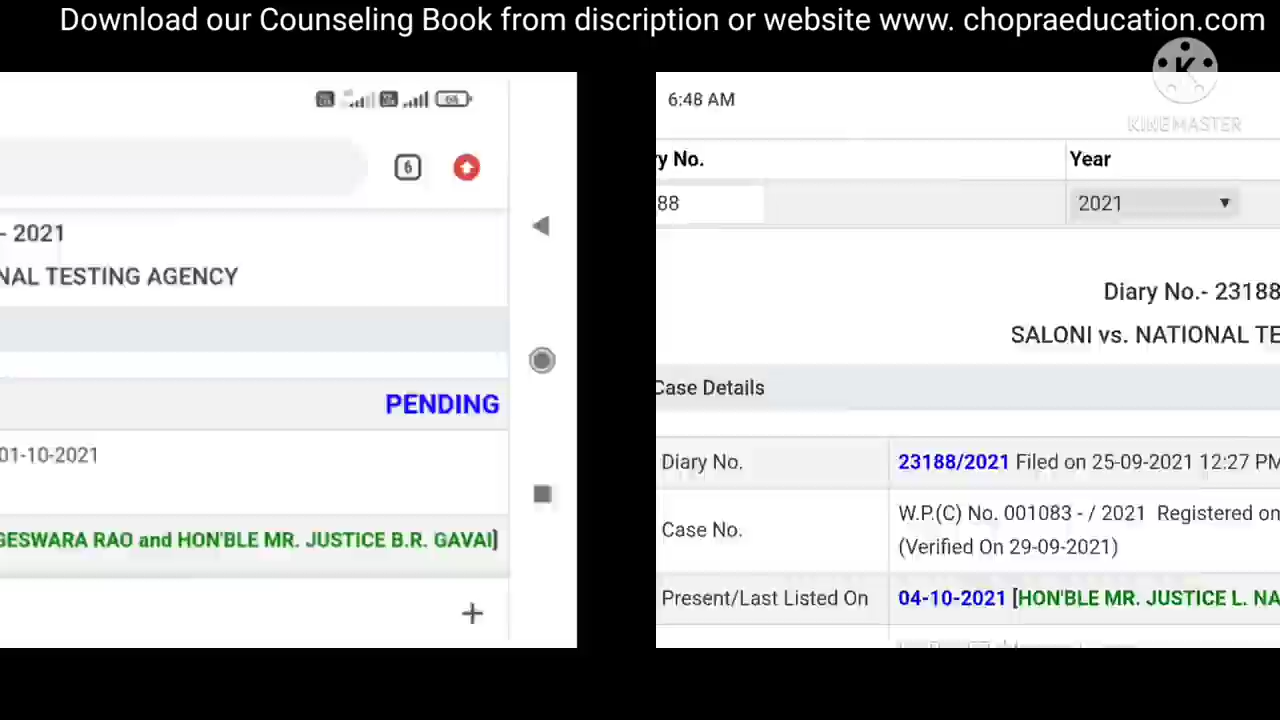 Download our Counseling Book from discription or website www. chopraeducation.com
KINEMASTER
66
6
- 2021
NAL TESTING AGENCY
PENDING
01-10-2021
GESWARA RAO and HON'BLE MR. JUSTICE B.R. GAVAI]
+
6:48 AM
y No.
Year
88
2021
Diary No.- 23188
SALONI vs. NATIONAL TE
Case Details
Diary No.
23188/2021 Filed on 25-09-2021 12:27 PM
Case No.
W.P.(C) No. 001083 - / 2021 Registered on
(Verified On 29-09-2021)
Present/Last Listed On
04-10-2021 [HON'BLE MR. JUSTICE L. NA